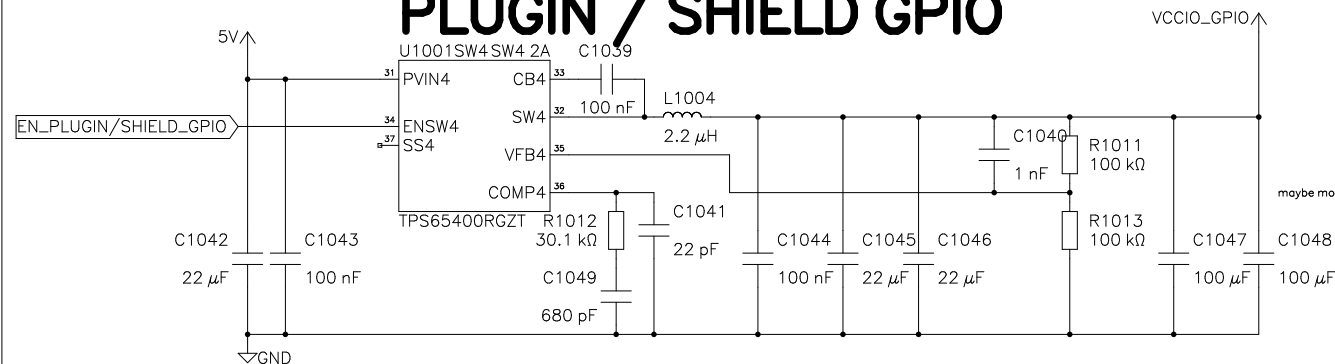 PLUGIN / SHIELD GPIO
VCCIO_GPIO
5V
U1001SW4 SW4 2A
C1039
31 PVIN4
CB4 33
100 nF
L1004
EN_PLUGIN/SHIELD_GPIO
34 ENSW4
SW4 32
2.2 µH
37 SS4
VFB4 35
C1040
1 nF
R1011
100 kΩ
COMP4 36
maybe mo
TPS65400RGZT
R1012
30.1 kΩ
C1041
22 pF
R1013
100 kΩ
C1042
22 µF
C1043
100 nF
C1049
680 pF
C1044
100 nF
C1045
22 µF
C1046
22 µF
C1047
100 µF
C1048
100 µF
GND